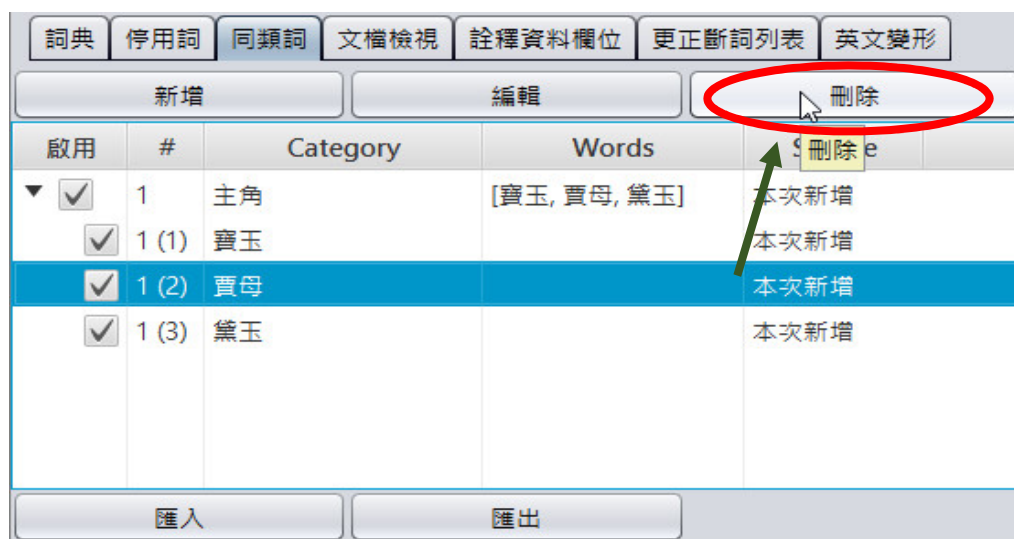 詞典 停用詞 同類詞 文檔檢視 詮釋資料欄位 更正斷詞列表 英文變形
新增 編輯 刪除
啟用 # Category Words 刪除
1 主角 [寶玉, 賈母, 黛玉] 本次新增
1 (1) 寶玉 本次新增
1 (2) 賈母 本次新增
1 (3) 黛玉 本次新增
匯入 匯出